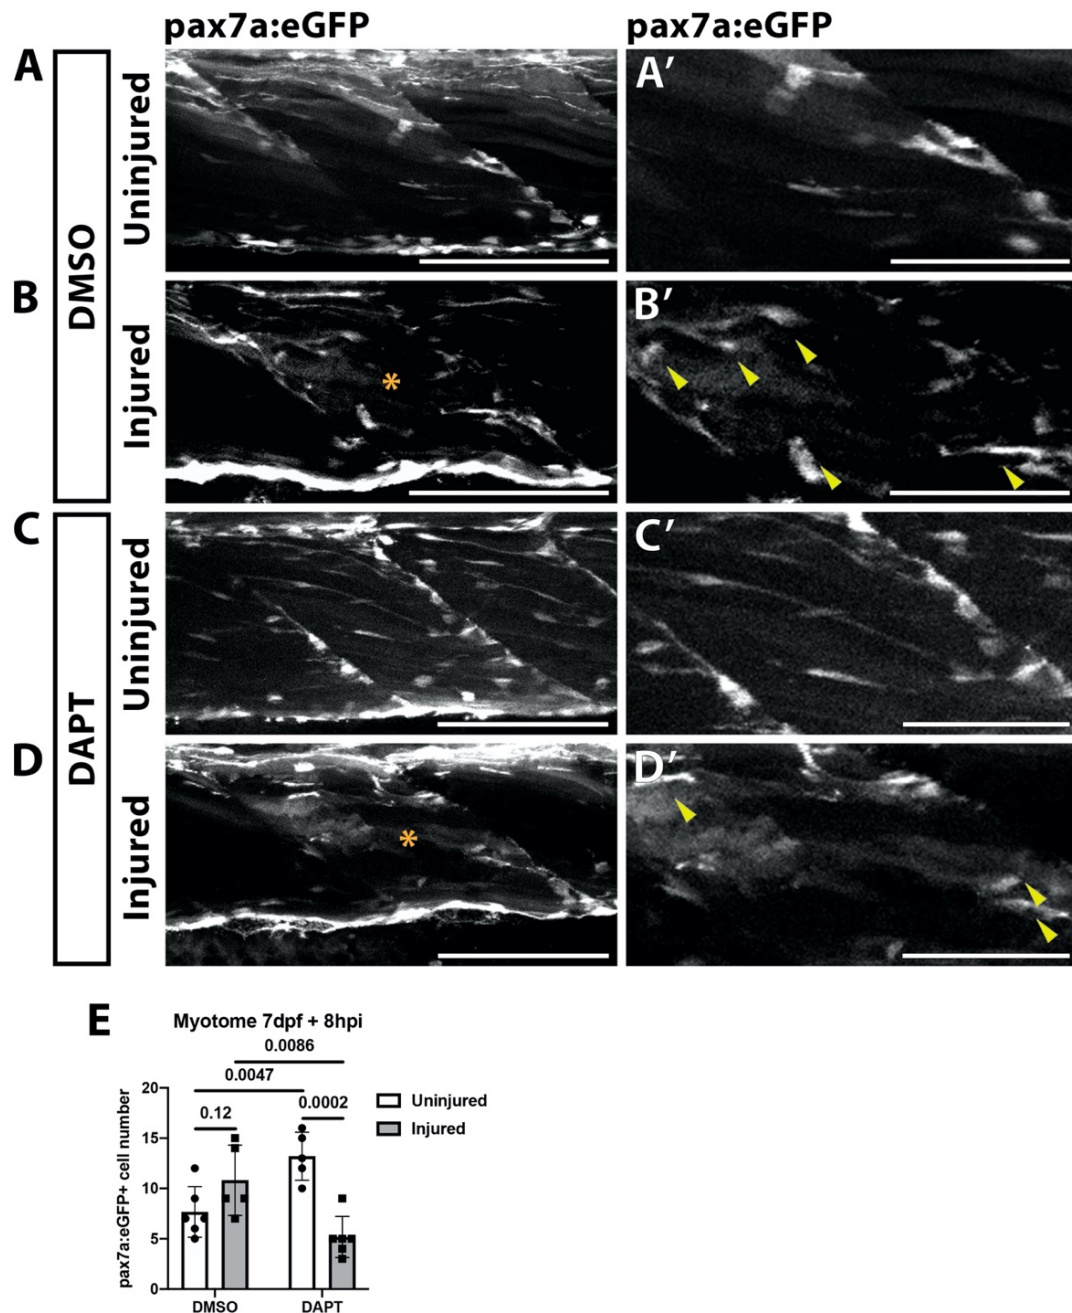 pax7a:eGFP
pax7a:eGFP
A
DMSO
Uninjured
A′
B
Injured
*
B′
C
DAPT
Uninjured
C′
D
Injured
*
D′
E
Myotome 7dpf + 8hpi
0.0086
0.0047
0.12
0.0002
Uninjured
Injured
pax7a:eGFP+ cell number
20
15
10
5
0
DMSO
DAPT